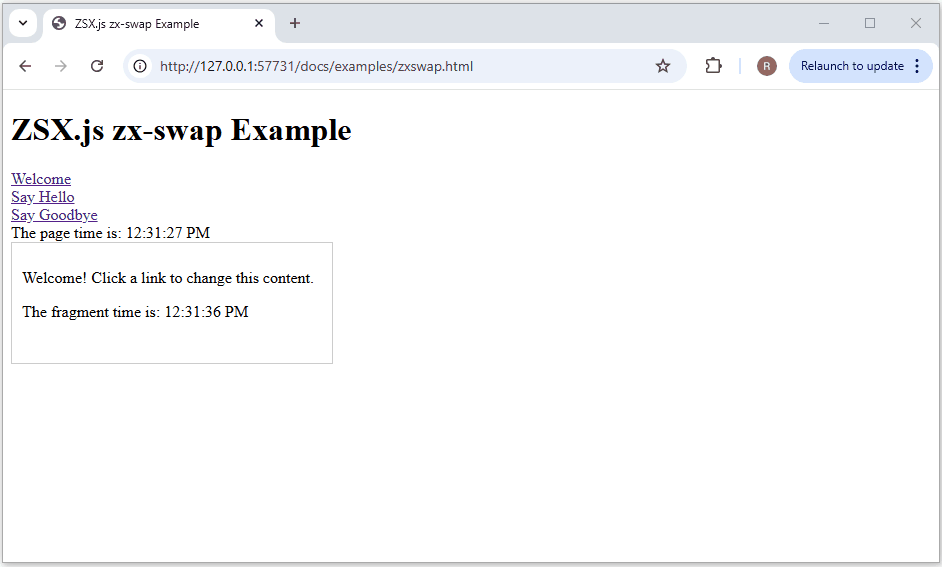 ZSX.js zx-swap Example
http://127.0.0.1:57731/docs/examples/zxswap.html
R
Relaunch to update
ZSX.js zx-swap Example
Welcome
Say Hello
Say Goodbye
The page time is: 12:31:27 PM
Welcome! Click a link to change this content.
The fragment time is: 12:31:36 PM